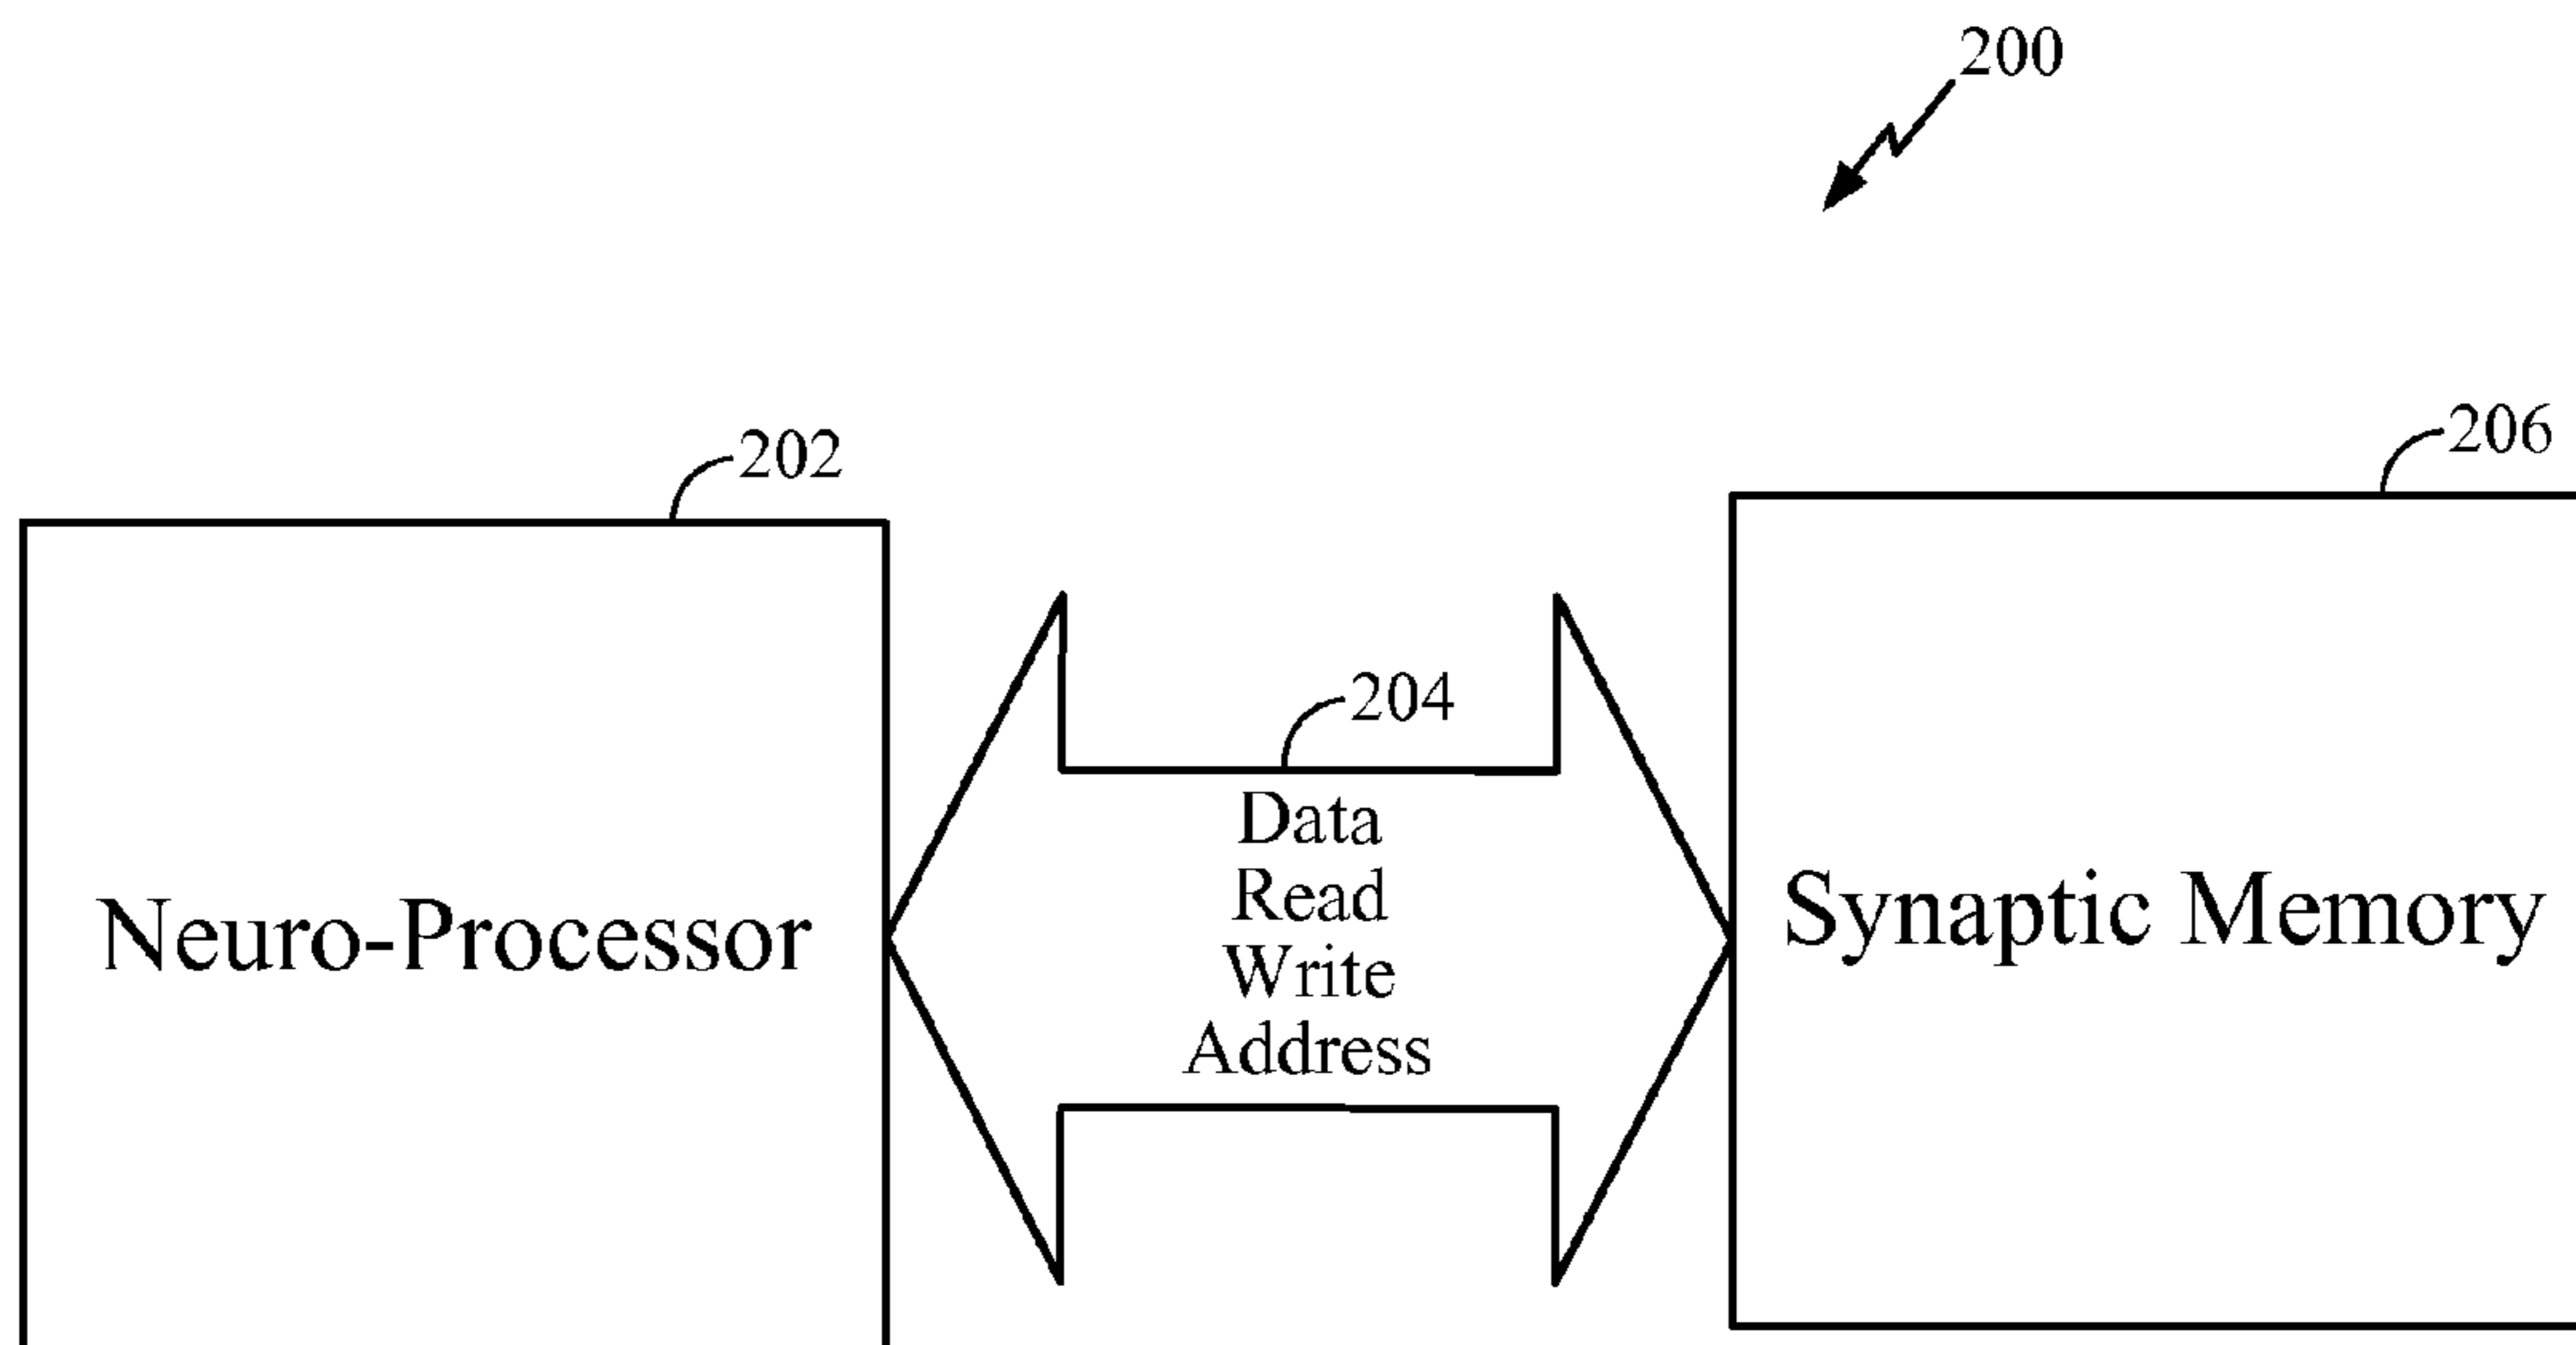 200
202
206
204
Data
Read
Write
Address
Neuro-Processor
Synaptic Memory